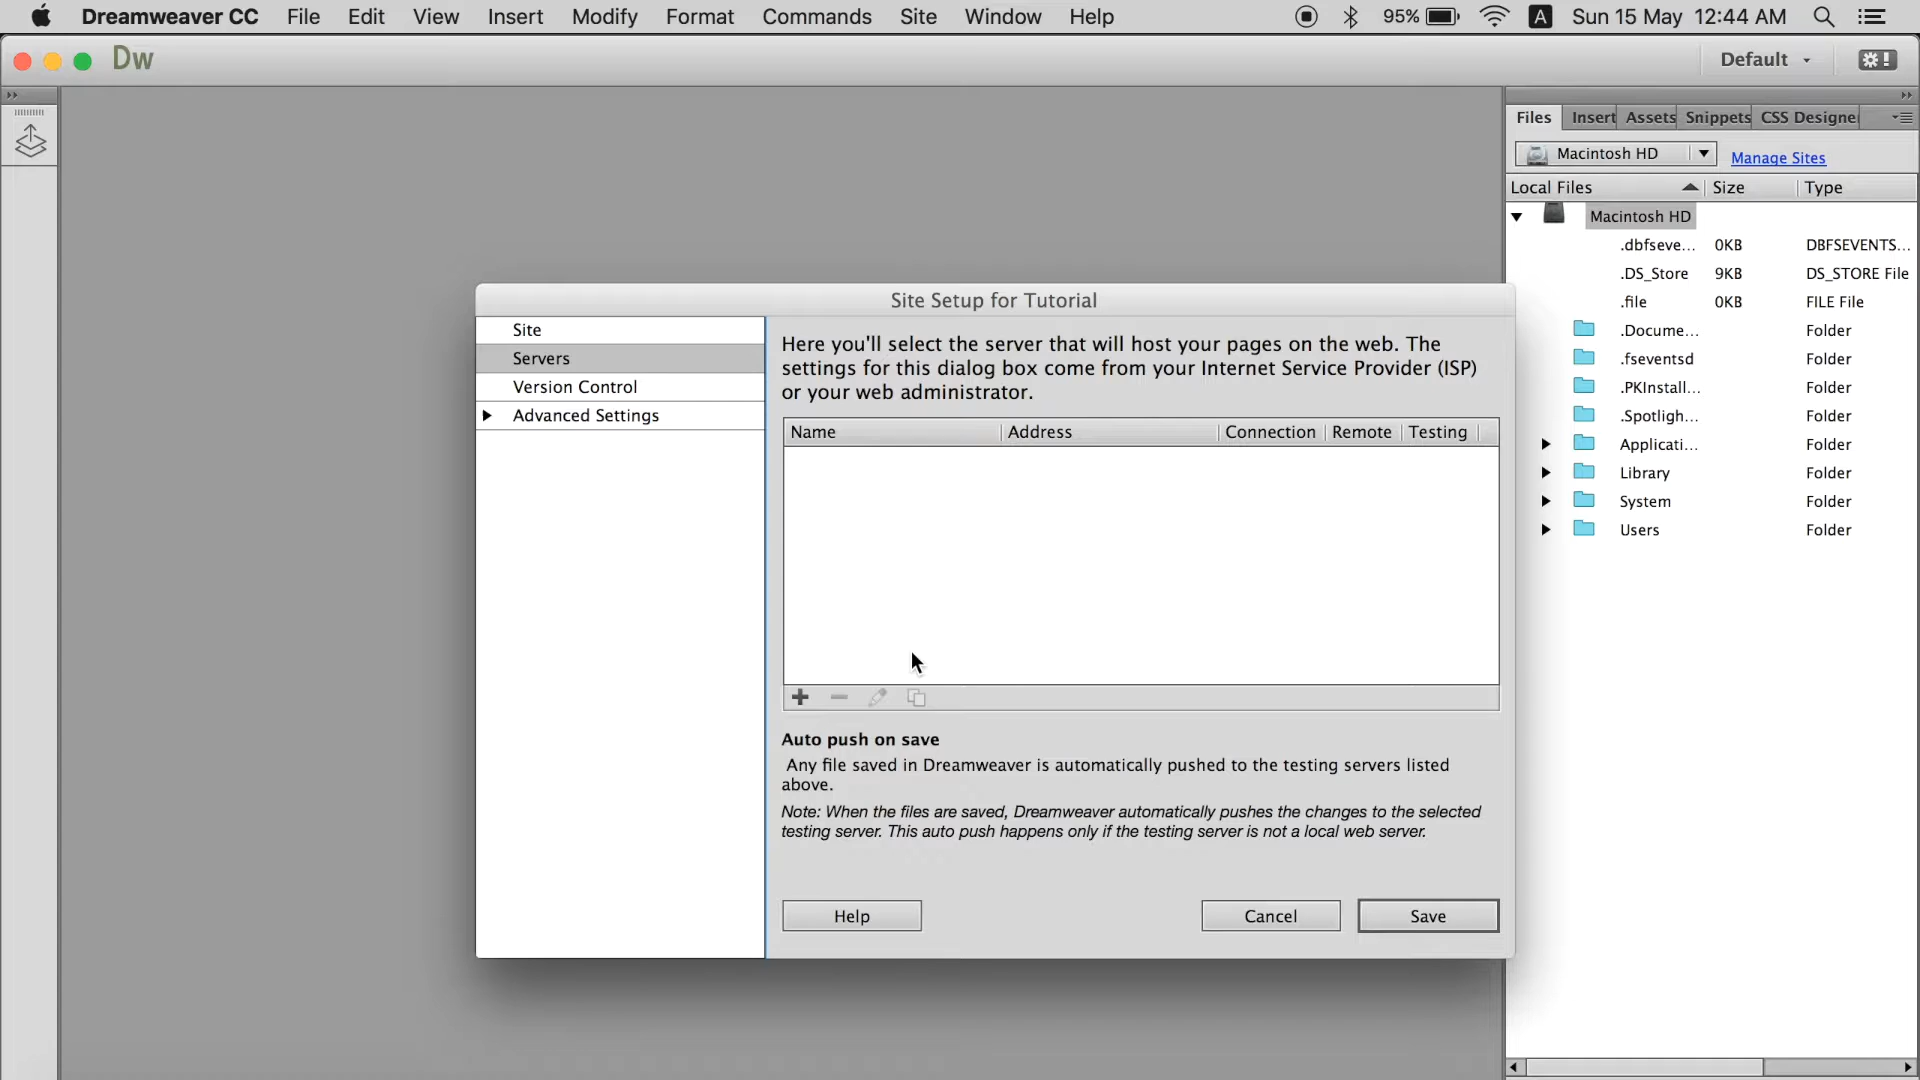 Dreamweaver CC File Edit View Insert Modify Format Commands Site Window Help 95% A Sun 15 May 12:44 AM
Dw Default
Files Insert Assets Snippets CSS Designe
Macintosh HD Manage Sites
Local Files Size Type
Macintosh HD
.dbfseve... 0KB DBFSEVENTS...
.DS_Store 9KB DS_STORE File
.file 0KB FILE File
.Docume... Folder
.fseventsd Folder
.PKInstall... Folder
.Spotligh... Folder
Applicati... Folder
Library Folder
System Folder
Users Folder
Site Setup for Tutorial
Site
Servers
Version Control
Advanced Settings
Here you'll select the server that will host your pages on the web. The
settings for this dialog box come from your Internet Service Provider (ISP)
or your web administrator.
Name Address Connection Remote Testing
Auto push on save
Any file saved in Dreamweaver is automatically pushed to the testing servers listed
above.
Note: When the files are saved, Dreamweaver automatically pushes the changes to the selected
testing server. This auto push happens only if the testing server is not a local web server.
Help Cancel Save